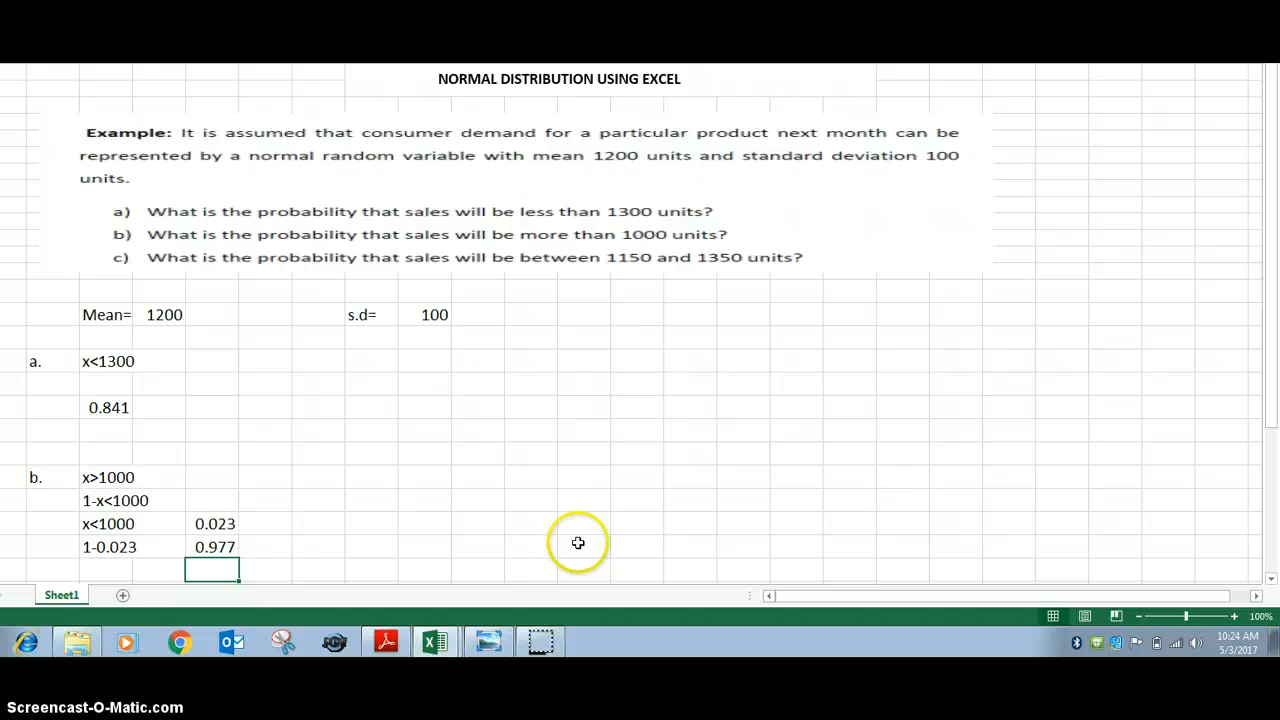 NORMAL DISTRIBUTION USING EXCEL
Example: It is assumed that consumer demand for a particular product next month can be
represented by a normal random variable with mean 1200 units and standard deviation 100
units.
a) What is the probability that sales will be less than 1300 units?
b) What is the probability that sales will be more than 1000 units?
c) What is the probability that sales will be between 1150 and 1350 units?
Mean= 1200 s.d= 100
a. x<1300
0.841
b. x>1000
1-x<1000
x<1000 0.023
1-0.023 0.977
Sheet1
100%
10:24 AM
5/3/2017
Screencast-O-Matic.com